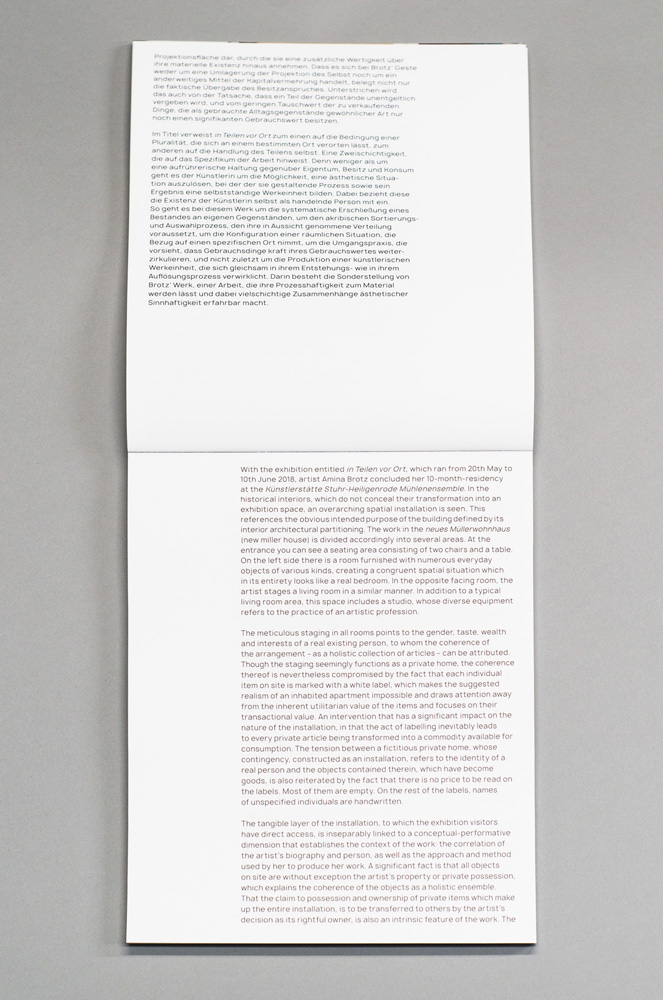 Projektionsfläche dar, durch die sie eine zusätzliche Wertigkeit über
ihre materielle Existenz hinaus annehmen. Dass es sich bei Brotz' Geste
weder um eine Umlagerung der Projektion des Selbst noch um ein
anderweitiges Mittel der Kapitalvermehrung handelt, belegt nicht nur
die faktische Übergabe des Besitzanspruches. Unterstrichen wird
das auch von der Tatsache, dass ein Teil der Gegenstände unentgeltlich
vergeben wird, und vom geringen Tauschwert der zu verkaufenden
Dinge, die als gebrauchte Alltagsgegenstände gewöhnlicher Art nur
noch einen signifikanten Gebrauchswert besitzen.
Im Titel verweist in Teilen vor Ort zum einen auf die Bedingung einer
Pluralität, die sich an einem bestimmten Ort verorten lässt, zum
anderen auf die Handlung des Teilens selbst. Eine Zweischichtigkeit,
die auf das Spezifikum der Arbeit hinweist. Denn weniger als um
eine aufrührerische Haltung gegenüber Eigentum, Besitz und Konsum
geht es der Künstlerin um die Möglichkeit, eine ästhetische Situa-
tion auszulösen, bei der der sie gestaltende Prozess sowie sein
Ergebnis eine selbstständige Werkeinheit bilden. Dabei bezieht diese
die Existenz der Künstlerin selbst als handelnde Person mit ein.
So geht es bei diesem Werk um die systematische Erschließung eines
Bestandes an eigenen Gegenständen, um den akribischen Sortierungs-
und Auswahlprozess, den ihre in Aussicht genommene Verteilung
voraussetzt, um die Konfiguration einer räumlichen Situation, die
Bezug auf einen spezifischen Ort nimmt, um die Umgangspraxis, die
vorsieht, dass Gebrauchsdinge kraft ihres Gebrauchswertes weiter-
zirkulieren, und nicht zuletzt um die Produktion einer künstlerischen
Werkeinheit, die sich gleichsam in ihrem Entstehungs- wie in ihrem
Auflösungsprozess verwirklicht. Darin besteht die Sonderstellung von
Brotz' Werk, einer Arbeit, die ihre Prozesshaftigkeit zum Material
werden lässt und dabei vielschichtige Zusammenhänge ästhetischer
Sinnhaftigkeit erfahrbar macht.
With the exhibition entitled in Teilen vor Ort, which ran from 20th May to
10th June 2018, artist Amina Brotz concluded her 10-month-residency
at the Künstlerstätte Stuhr-Heiligenrode Mühlenensemble. In the
historical interiors, which do not conceal their transformation into an
exhibition space, an overarching spatial installation is seen. This
references the obvious intended purpose of the building defined by its
interior architectural partitioning. The work in the neues Müllerwohnhaus
(new miller house) is divided accordingly into several areas. At the
entrance you can see a seating area consisting of two chairs and a table.
On the left side there is a room furnished with numerous everyday
objects of various kinds, creating a congruent spatial situation which
in its entirety looks like a real bedroom. In the opposite facing room, the
artist stages a living room in a similar manner. In addition to a typical
living room area, this space includes a studio, whose diverse equipment
refers to the practice of an artistic profession.
The meticulous staging in all rooms points to the gender, taste, wealth
and interests of a real existing person, to whom the coherence of
the arrangement – as a holistic collection of articles – can be attributed.
Though the staging seemingly functions as a private home, the coherence
thereof is nevertheless compromised by the fact that each individual
item on site is marked with a white label, which makes the suggested
realism of an inhabited apartment impossible and draws attention away
from the inherent utilitarian value of the items and focuses on their
transactional value. An intervention that has a significant impact on the
nature of the installation, in that the act of labelling inevitably leads
to every private article being transformed into a commodity available for
consumption. The tension between a fictitious private home, whose
contingency, constructed as an installation, refers to the identity of a
real person and the objects contained therein, which have become
goods, is also reiterated by the fact that there is no price to be read on
the labels. Most of them are empty. On the rest of the labels, names
of unspecified individuals are handwritten.
The tangible layer of the installation, to which the exhibition visitors
have direct access, is inseparably linked to a conceptual-performative
dimension that establishes the context of the work: the correlation of
the artist's biography and person, as well as the approach and method
used by her to produce her work. A significant fact is that all objects
on site are without exception the artist's property or private possession,
which explains the coherence of the objects as a holistic ensemble.
That the claim to possession and ownership of private items which make
up the entire installation, is to be transferred to others by the artist's
decision as its rightful owner, is also an intrinsic feature of the work. The